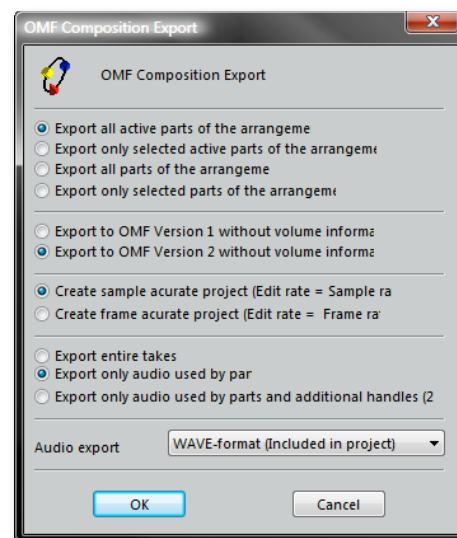 OMF Composition Export
OMF Composition Export
Export all active parts of the arrangeme
Export only selected active parts of the arrangeme
Export all parts of the arrangeme
Export only selected parts of the arrangeme
Export to OMF Version 1 without volume informa
Export to OMF Version 2 without volume informa
Create sample acurate project (Edit rate = Sample ra
Create frame acurate project (Edit rate = Frame ra
Export entire takes
Export only audio used by par
Export only audio used by parts and additional handles (2
Audio export WAVE-format (Included in project)
OK Cancel